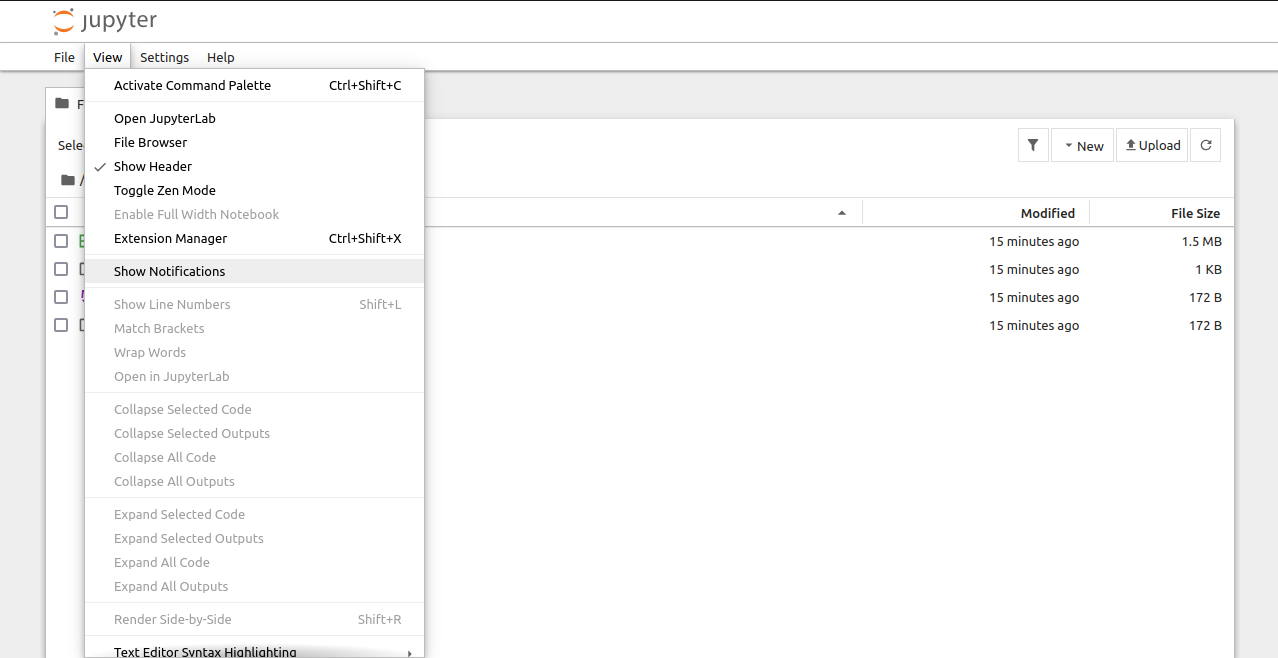 jupyter
File View Settings Help
Activate Command Palette Ctrl+Shift+C
Open JupyterLab
File Browser
Show Header
Toggle Zen Mode
Enable Full Width Notebook
Extension Manager Ctrl+Shift+X
Show Notifications
Show Line Numbers Shift+L
Match Brackets
Wrap Words
Open in JupyterLab
Collapse Selected Code
Collapse Selected Outputs
Collapse All Code
Collapse All Outputs
Expand Selected Code
Expand Selected Outputs
Expand All Code
Expand All Outputs
Render Side-by-Side Shift+R
Text Editor Syntax Highlighting
New Upload
/
Modified File Size
15 minutes ago 1.5 MB
15 minutes ago 1 KB
15 minutes ago 172 B
15 minutes ago 172 B